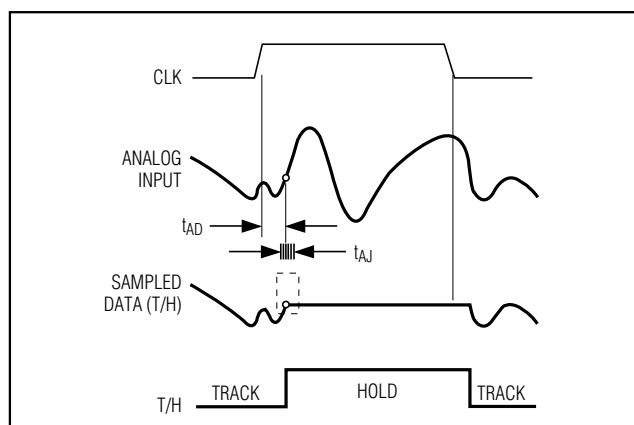 CLK
ANALOG
INPUT
tAD
tAJ
SAMPLED
DATA (T/H)
T/H
TRACK
HOLD
TRACK